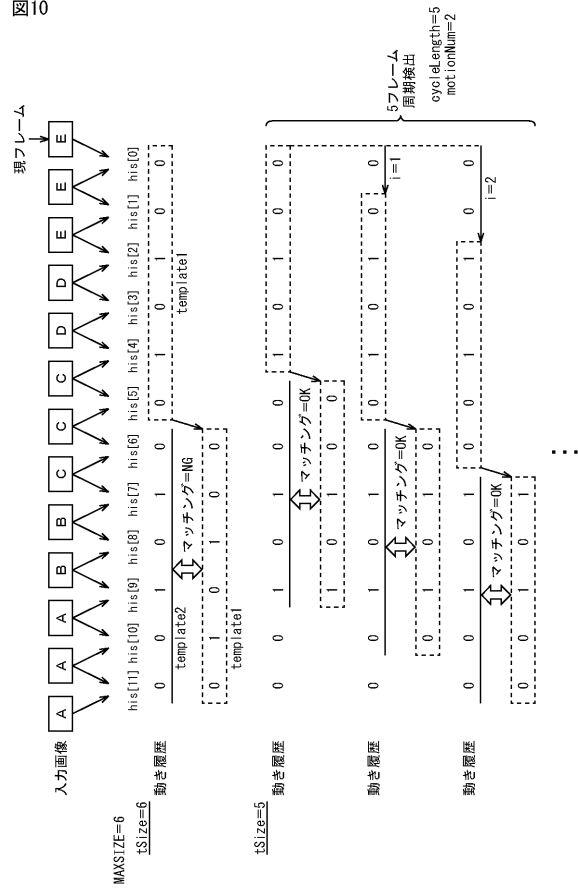 図10
現フレーム
入力画像 A A A B B C C C D D E E E
MAXSIZE=6
his[11] his[10] his[9] his[8] his[7] his[6] his[5] his[4] his[3] his[2] his[1] his[0]
tSize=6
動き履歴 0 0 1 0 1 0 0 1 0 1 0 0
template2 マッチング=NG template1
0 1 0 1 0 0
template1
tSize=5
動き履歴 0 0 1 0 1 0 0 1 0 1 0 0
マッチング=OK
1 0 1 0 0
動き履歴 0 0 1 0 1 0 0 1 0 1 0 0
マッチング=OK i=1
0 1 0 1 0
動き履歴 0 0 1 0 1 0 0 1 0 1 0 0
マッチング=OK i=2
0 0 1 0 1
5フレーム
周期検出
cycleLength=5
motionNum=2